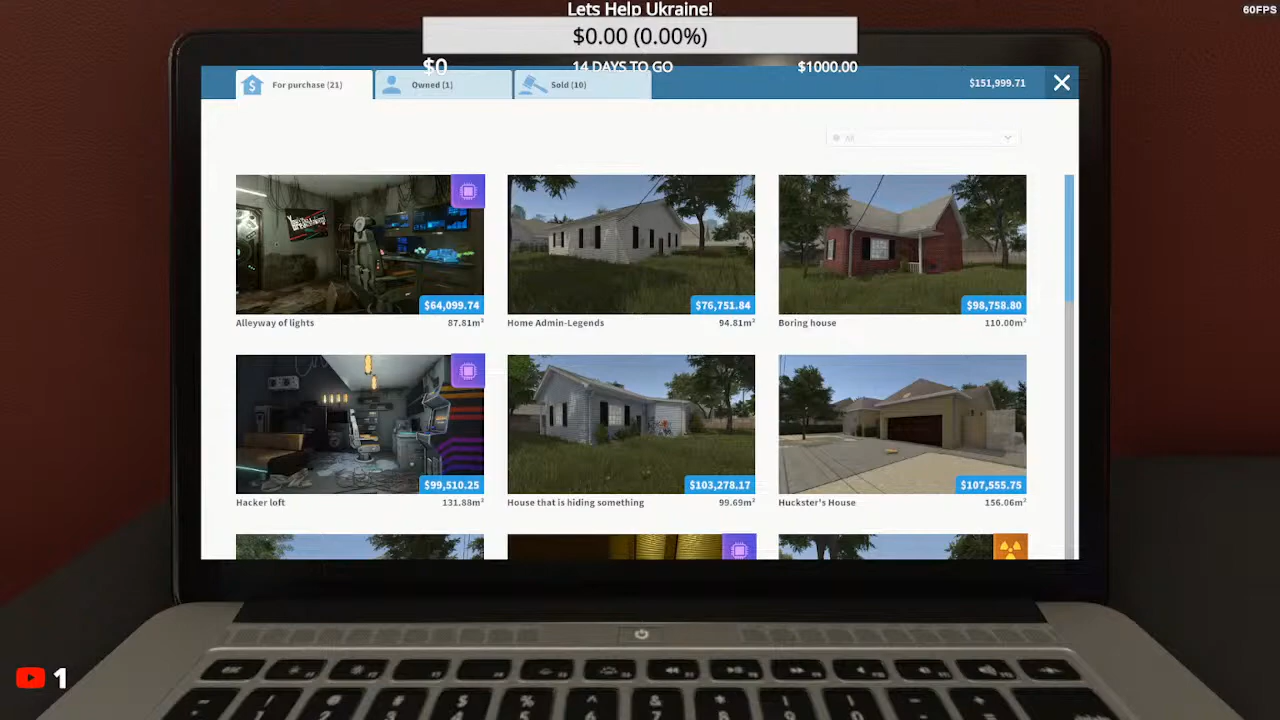 Lets Help Ukraine!
60FPS
$0.00 (0.00%)
$0
14 DAYS TO GO
$1000.00
For purchase (21)
Owned (1)
Sold (10)
$151,999.71
All
$64,099.74
$76,751.84
$98,758.80
Alleyway of lights
87.81m²
Home Admin-Legends
94.81m²
Boring house
110.00m²
$99,510.25
$103,278.17
$107,555.75
Hacker loft
131.88m²
House that is hiding something
99.69m²
Huckster's House
156.06m²
1